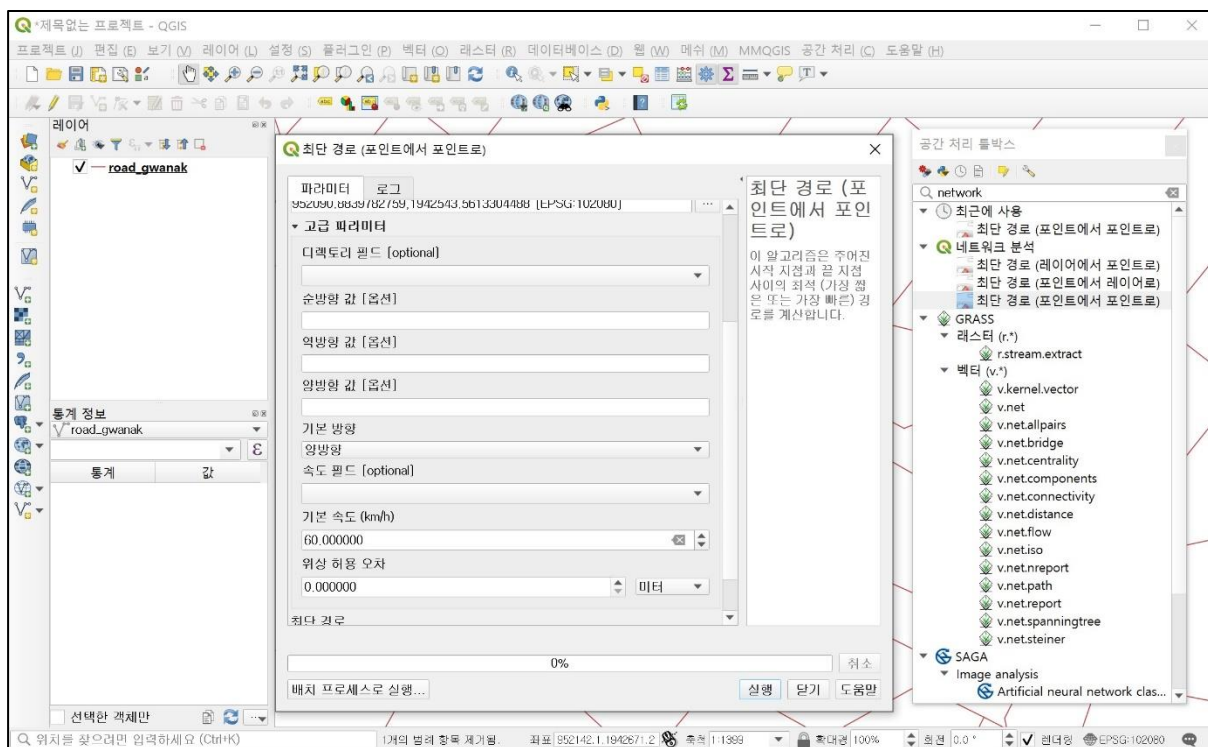 *제목없는 프로젝트 - QGIS
프로젝트 (J) 편집 (E) 보기 (V) 레이어 (L) 설정 (S) 플러그인 (P) 벡터 (O) 래스터 (R) 데이터베이스 (D) 웹 (W) 메쉬 (M) MMQGIS 공간 처리 (C) 도움말 (H)
레이어
road_gwanak
통계 정보
road_gwanak
통계 값
선택한 객체만
최단 경로 (포인트에서 포인트로)
파라미터 로그
952090,8839782759,1942543,5613304488 [EPSG:102080]
고급 파라미터
디랙토리 필드 [optional]
순방향 값 [옵션]
역방향 값 [옵션]
양방향 값 [옵션]
기본 방향
양방향
속도 필드 [optional]
기본 속도 (km/h)
60.000000
위상 허용 오차
0.000000 미터
최단 경로
0% 취소
배치 프로세스로 실행... 실행 닫기 도움말
최단 경로 (포
인트에서 포인
트로)
이 알고리즘은 주어진
시작 지점과 끝 지점
사이의 최적 (가장 짧
은 또는 가장 빠른) 경
로를 계산합니다.
공간 처리 툴박스
network
최근에 사용
최단 경로 (포인트에서 포인트로)
네트워크 분석
최단 경로 (레이어에서 포인트로)
최단 경로 (포인트에서 레이어로)
최단 경로 (포인트에서 포인트로)
GRASS
래스터 (r.*)
r.stream.extract
벡터 (v.*)
v.kernel.vector
v.net
v.net.allpairs
v.net.bridge
v.net.centrality
v.net.components
v.net.connectivity
v.net.distance
v.net.flow
v.net.iso
v.net.nreport
v.net.path
v.net.report
v.net.spanningtree
v.net.steiner
SAGA
Image analysis
Artificial neural network clas...
위치를 찾으려면 입력하세요 (Ctrl+K) 1개의 범례 항목 제거됨. 좌표 952142.1,1942671.2 축척 1:1399 확대경 100% 회전 0.0 ° 렌더링 EPSG:102080